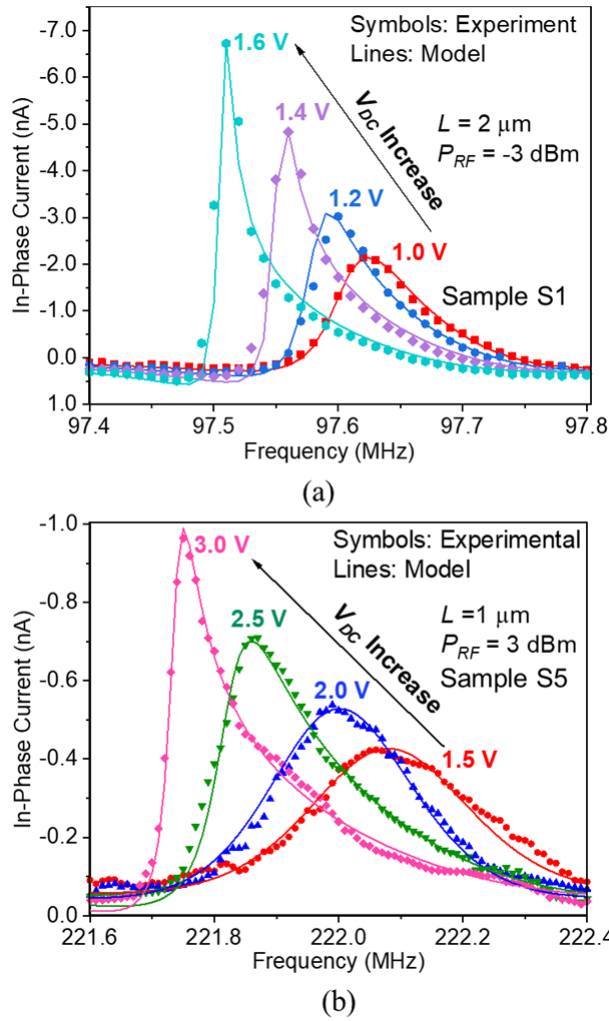 -7.0
-6.0
-5.0
-4.0
-3.0
-2.0
-1.0
0.0
1.0
In-Phase Current (nA)
Symbols: Experiment
Lines: Model
1.6 V
1.4 V
1.2 V
1.0 V
V_DC Increase
L = 2 μm
P_RF = -3 dBm
Sample S1
97.4 97.5 97.6 97.7 97.8
Frequency (MHz)
(a)
-1.0
-0.8
-0.6
-0.4
-0.2
0.0
In-Phase Current (nA)
Symbols: Experimental
Lines: Model
3.0 V
2.5 V
2.0 V
1.5 V
V_DC Increase
L =1 μm
P_RF = 3 dBm
Sample S5
221.6 221.8 222.0 222.2 222.4
Frequency (MHz)
(b)